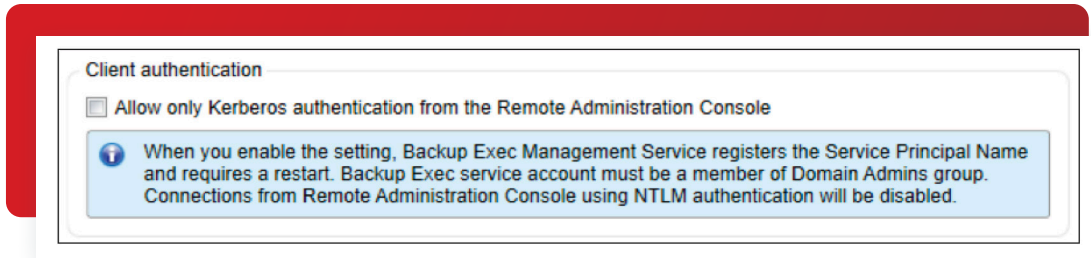 Client authentication
Allow only Kerberos authentication from the Remote Administration Console
When you enable the setting, Backup Exec Management Service registers the Service Principal Name
and requires a restart. Backup Exec service account must be a member of Domain Admins group.
Connections from Remote Administration Console using NTLM authentication will be disabled.